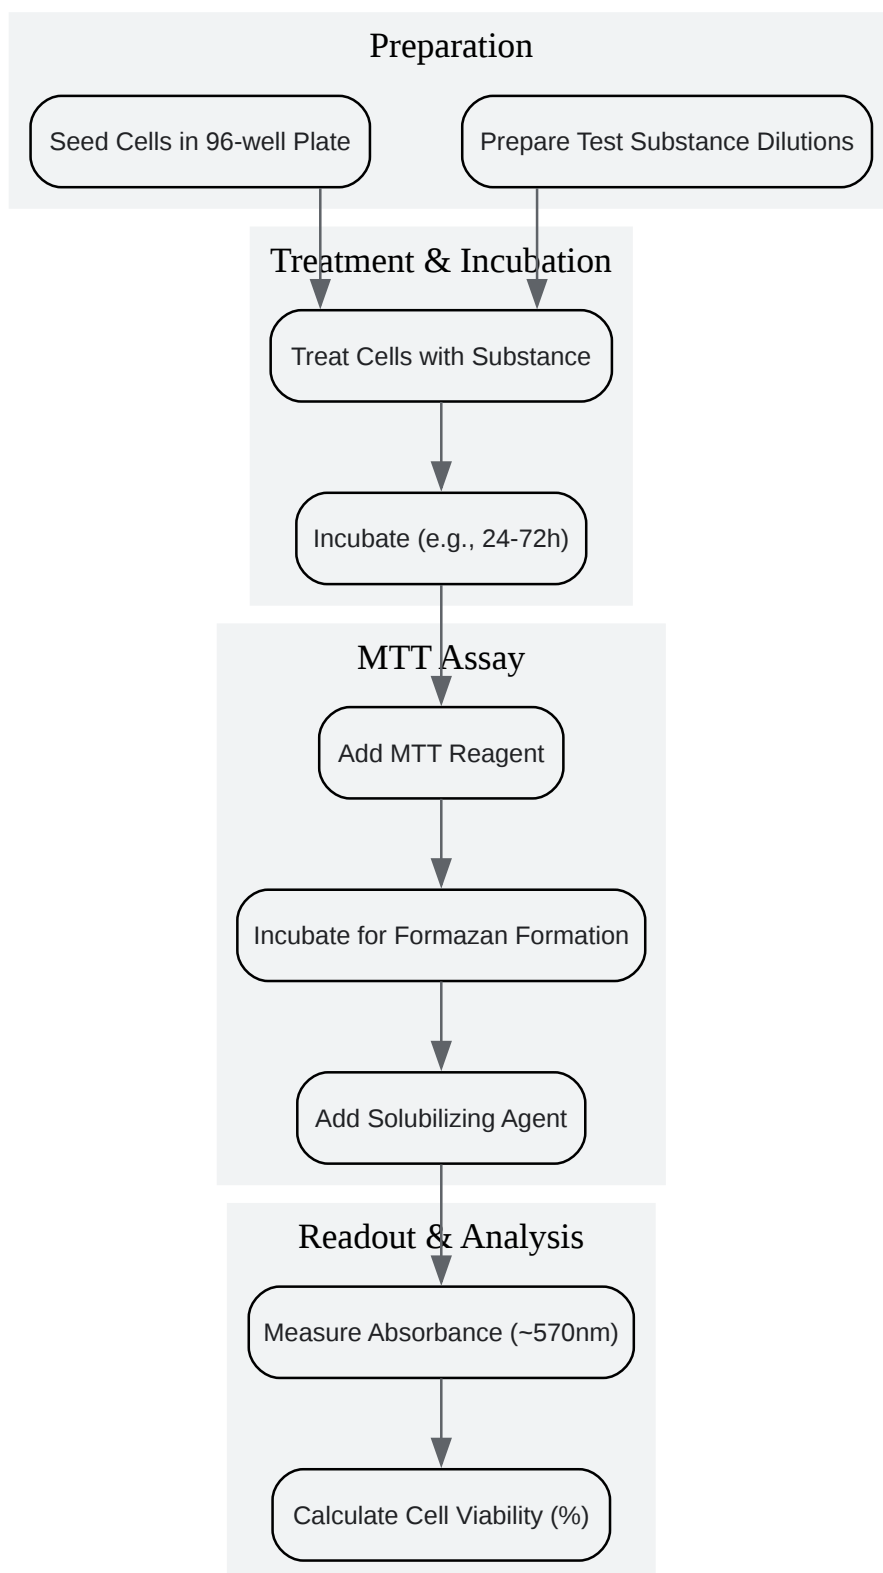 Preparation
Seed Cells in 96-well Plate
Prepare Test Substance Dilutions
Treatment & Incubation
Treat Cells with Substance
Incubate (e.g., 24-72h)
MTT Assay
Add MTT Reagent
Incubate for Formazan Formation
Add Solubilizing Agent
Readout & Analysis
Measure Absorbance (~570nm)
Calculate Cell Viability (%)